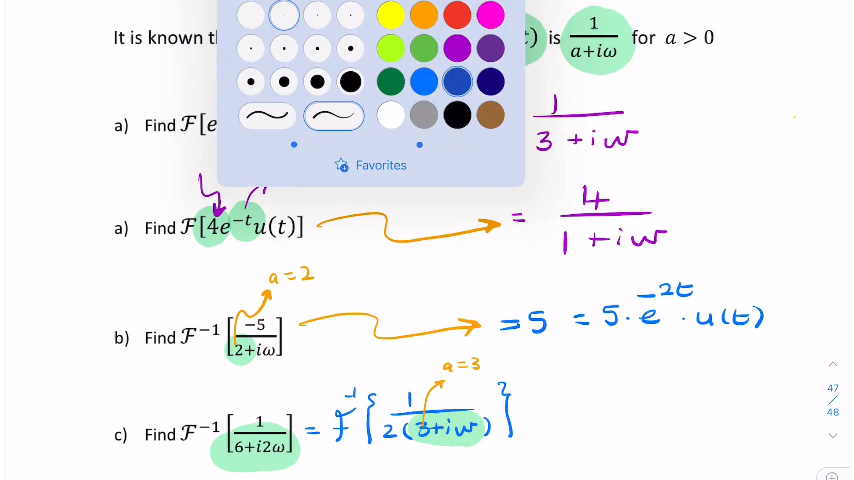 It is known th t) is 1/(a+iω) for a > 0
a) Find ℱ[e 1/(3+iω)
Favorites
a) Find ℱ[4e^{−t}u(t)] = 4/(1+iω)
a=2
b) Find ℱ^{−1}[−5/(2+iω)] = 5 = 5·e^{−2t}·u(t)
a=3
c) Find ℱ^{−1}[1/(6+i2ω)] = ℱ^{−1}{1/(2(3+iω))}
47
/
48